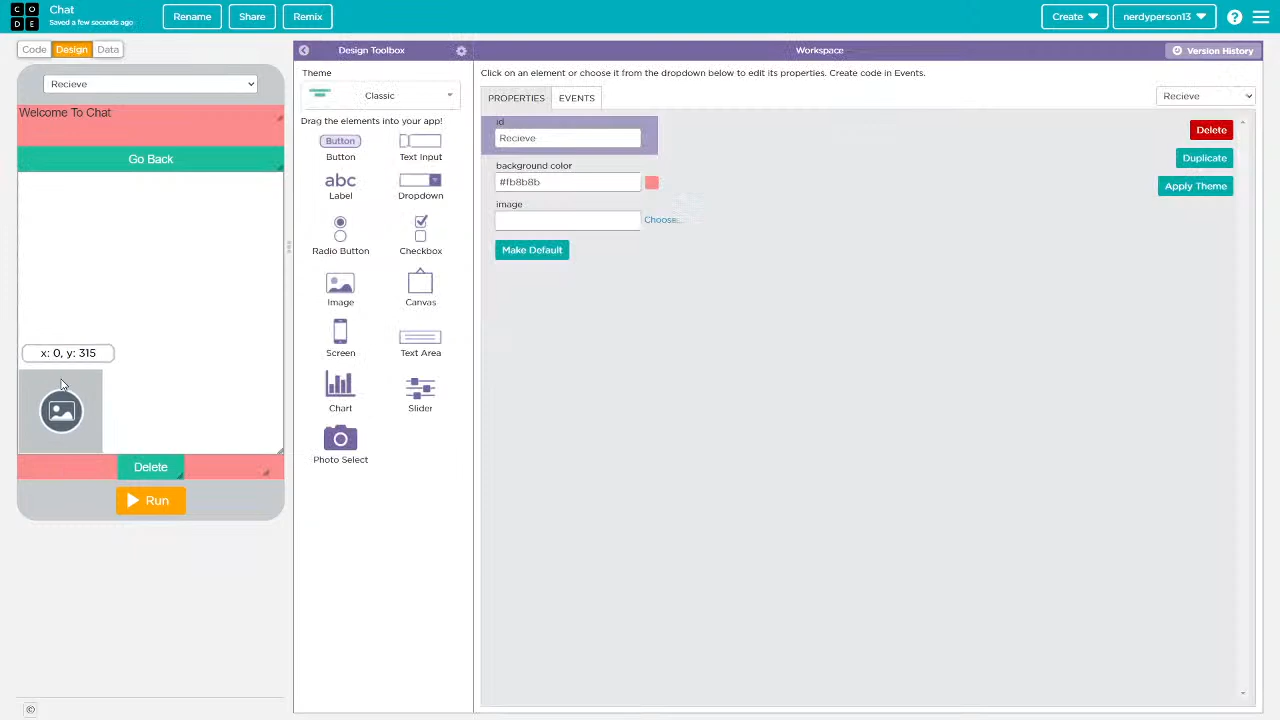 CO
DE
Chat
Saved a few seconds ago
Rename
Share
Remix
Create
nerdyperson13
?
Code
Design
Data
Design Toolbox
Workspace
Version History
Recieve
Welcome To Chat
Go Back
x: 0, y: 315
Delete
Run
Theme
Classic
Drag the elements into your app!
Button
Button
Text Input
abc
Label
Dropdown
Radio Button
Checkbox
Image
Canvas
Screen
Text Area
Chart
Slider
Photo Select
Click on an element or choose it from the dropdown below to edit its properties. Create code in Events.
PROPERTIES
EVENTS
Recieve
id
Recieve
background color
#fb8b8b
image
Choose...
Make Default
Delete
Duplicate
Apply Theme
©